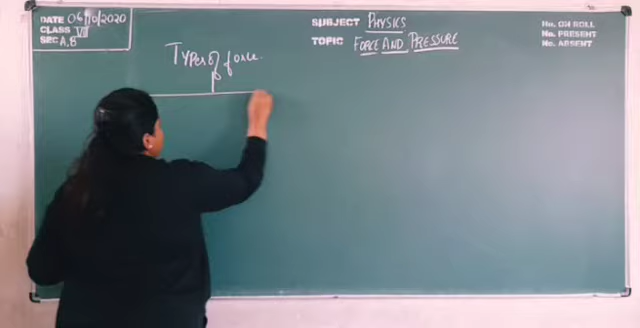 DATE 06/10/2020
CLASS VII
SEC A, B
SUBJECT PHYSICS
TOPIC FORCE AND PRESSURE
No. ON ROLL
No. PRESENT
No. ABSENT
Types of force.